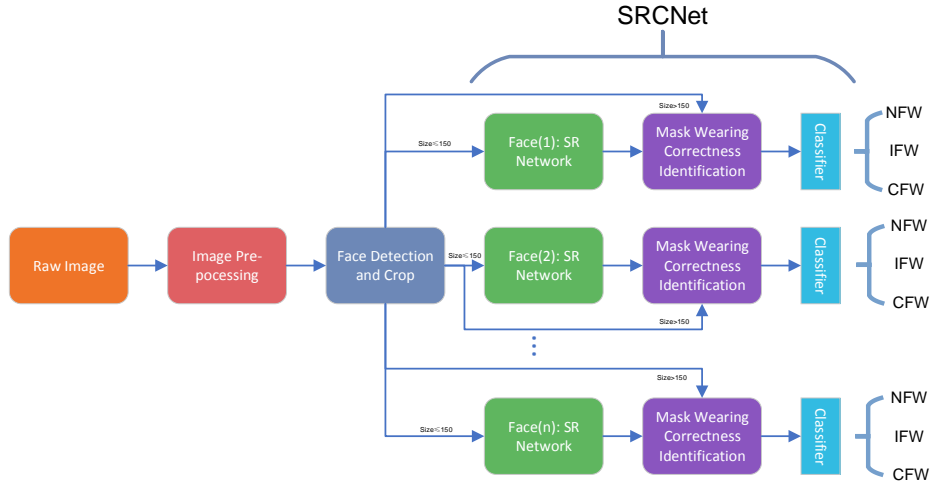 SRCNet
Size>150
Size≤150
Face(1): SR
Network
Mask Wearing
Correctness
Identification
Classifier
NFW
IFW
CFW
Raw Image
Image Pre-
pocessing
Face Detection
and Crop
Size≤150
Face(2): SR
Network
Mask Wearing
Correctness
Identification
Classifier
NFW
IFW
CFW
Size>150
...
Size>150
Size≤150
Face(n): SR
Network
Mask Wearing
Correctness
Identification
Classifier
NFW
IFW
CFW